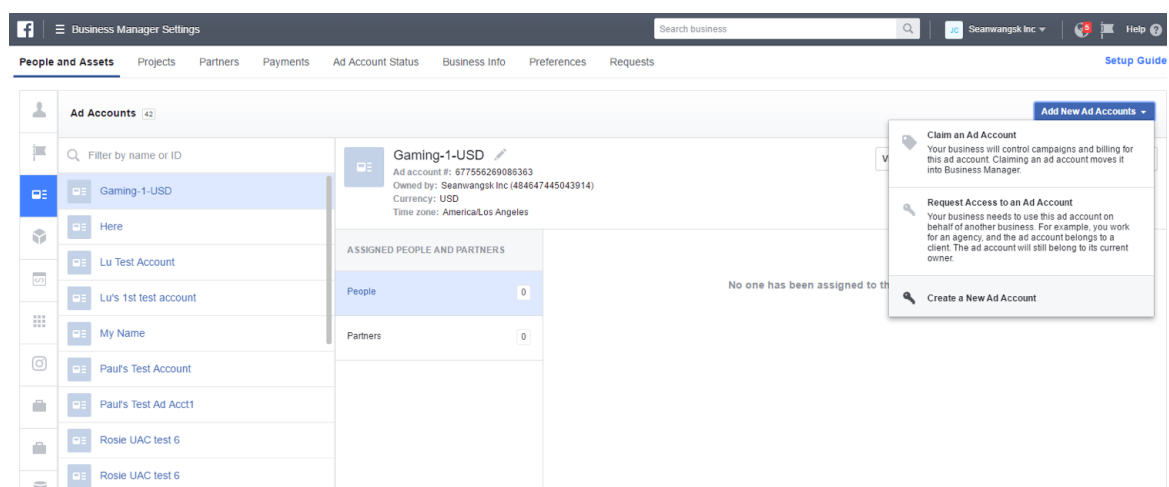 Business Manager Settings
Search business
JC Seanwangsk Inc
5
Help
People and Assets Projects Partners Payments Ad Account Status Business Info Preferences Requests
Setup Guide
Ad Accounts 42
Add New Ad Accounts
Filter by name or ID
Gaming-1-USD
Here
Lu Test Account
Lu's 1st test account
My Name
Paul's Test Account
Paul's Test Ad Acct1
Rosie UAC test 6
Rosie UAC test 6
Gaming-1-USD
Ad account #: 677556269086363
Owned by: Seanwangsk Inc (484647445043914)
Currency: USD
Time zone: America/Los Angeles
V
ASSIGNED PEOPLE AND PARTNERS
People 0
Partners 0
No one has been assigned to th
Claim an Ad Account
Your business will control campaigns and billing for
this ad account. Claiming an ad account moves it
into Business Manager.
Request Access to an Ad Account
Your business needs to use this ad account on
behalf of another business. For example, you work
for an agency, and the ad account belongs to a
client. The ad account will still belong to its current
owner.
Create a New Ad Account